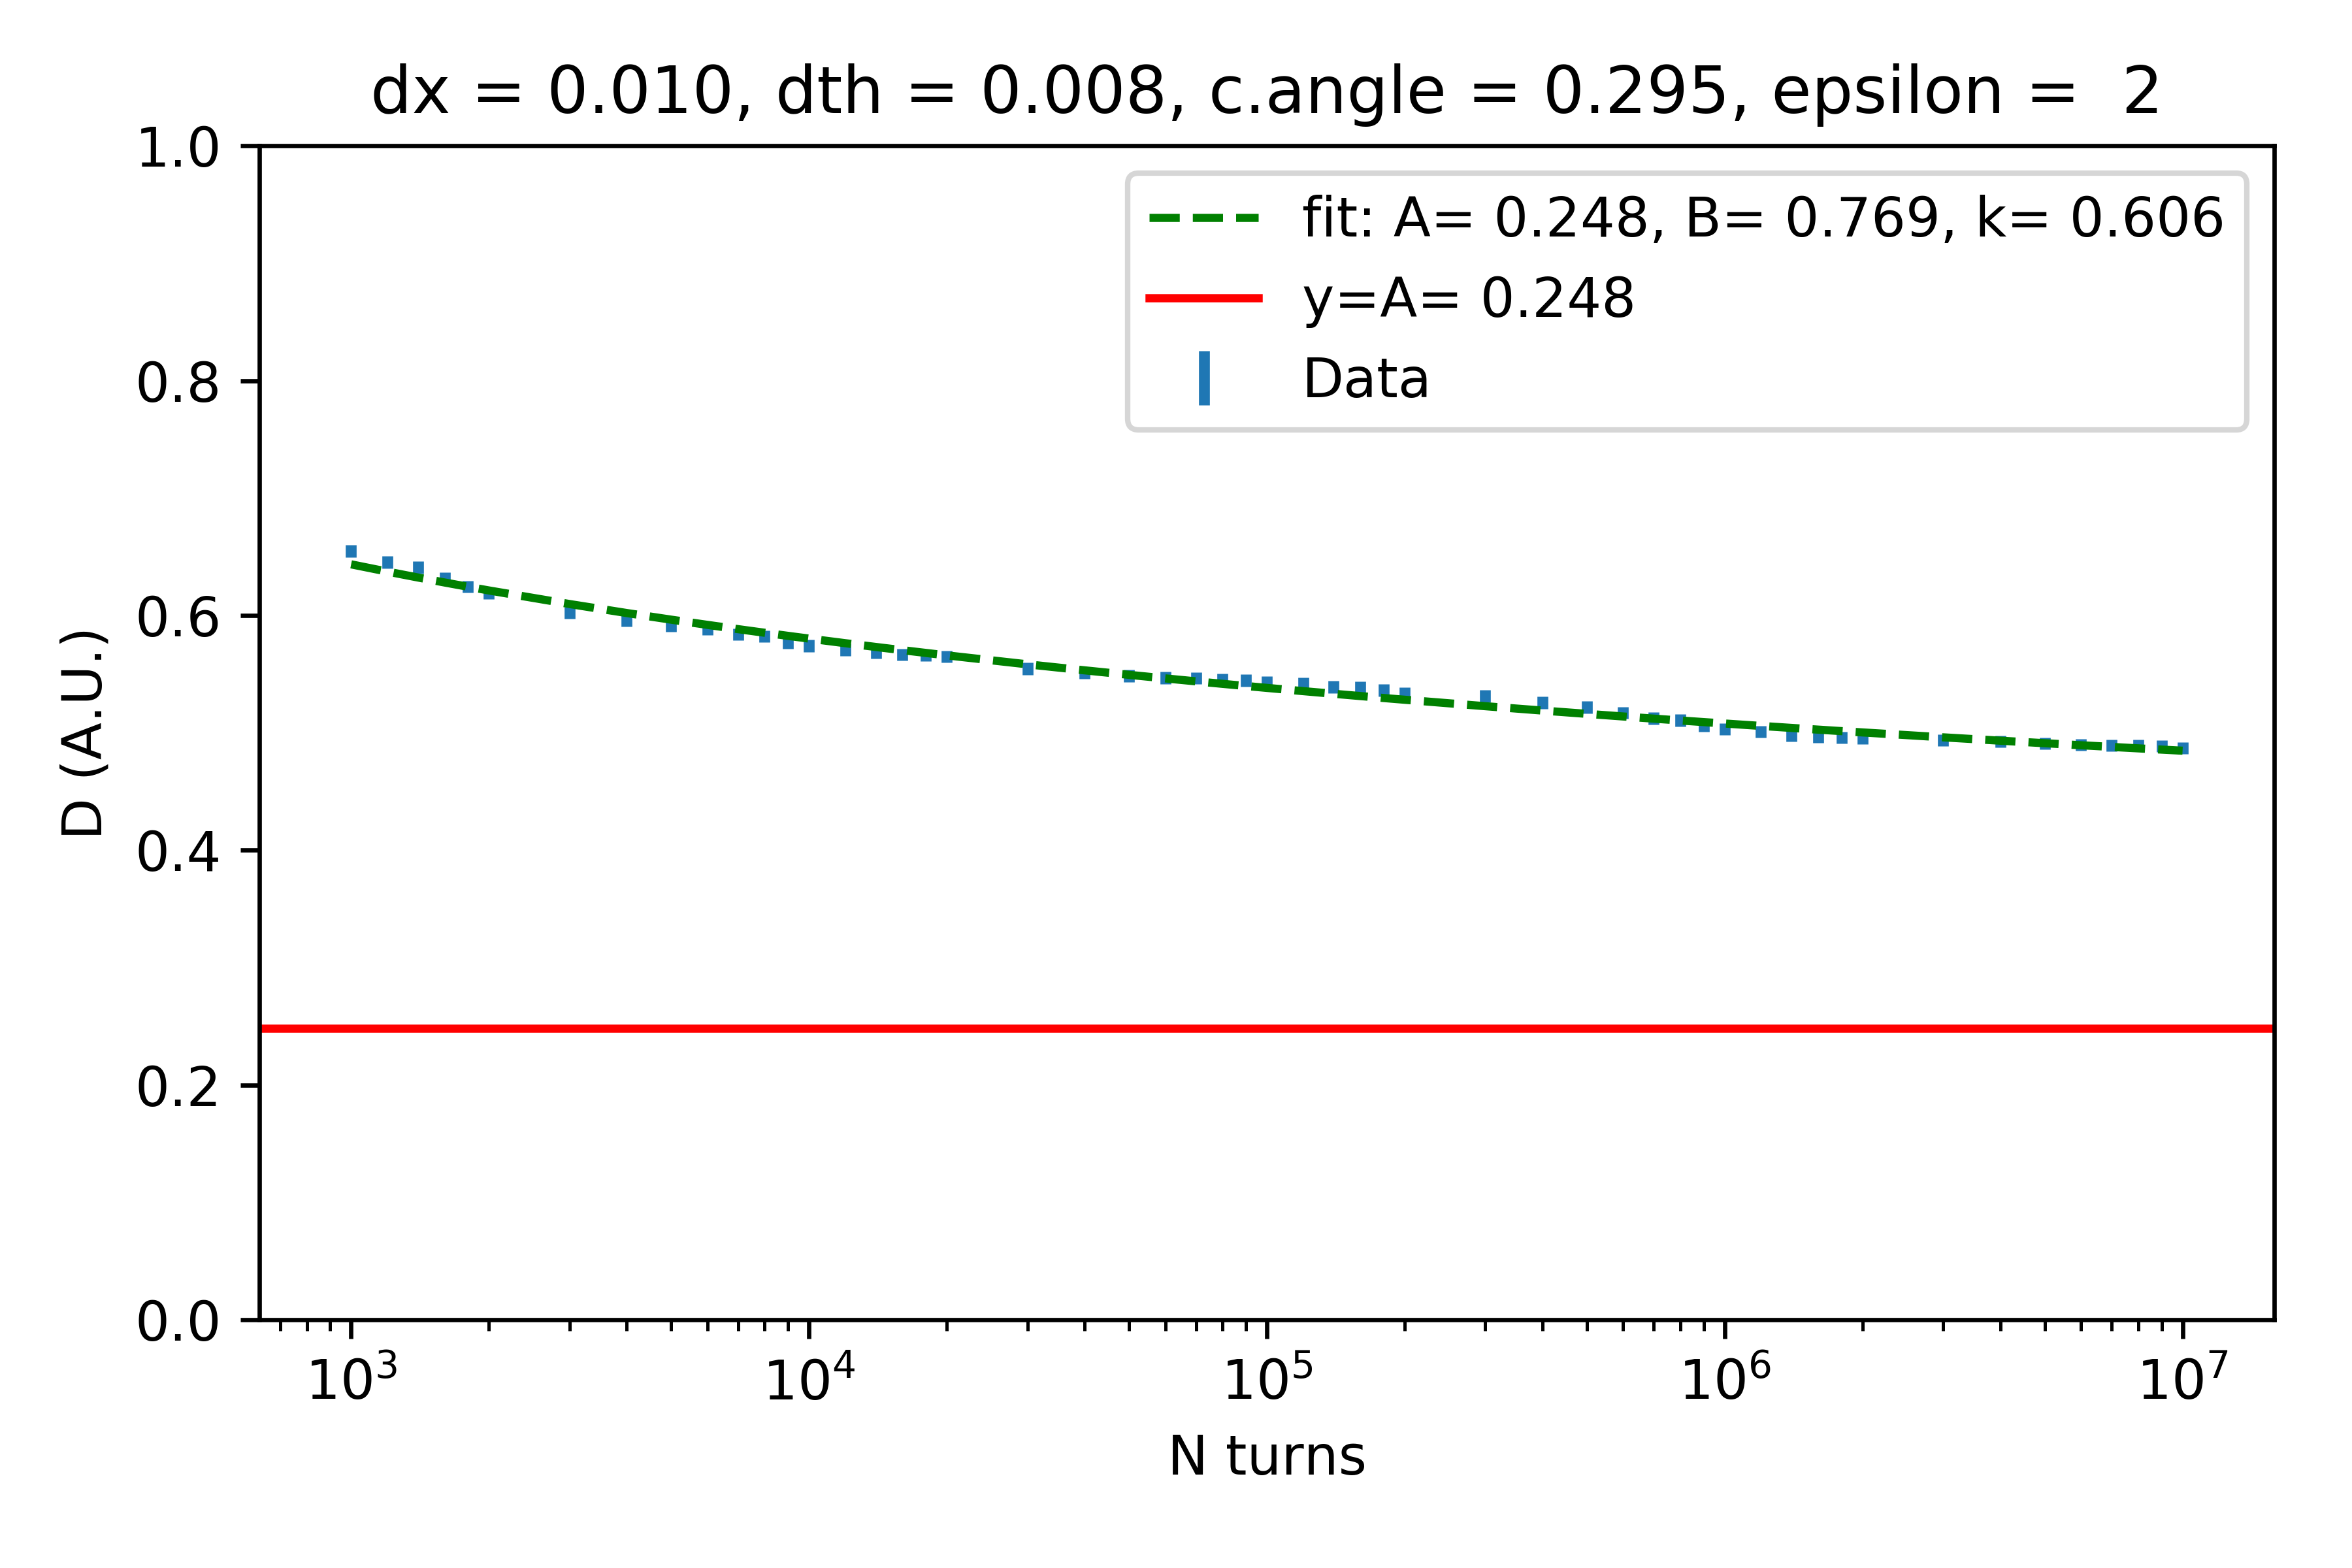 dx = 0.010, dth = 0.008, c.angle = 0.295, epsilon =  2
1.0
0.8
0.6
0.4
0.2
0.0
D (A.U.)
fit: A= 0.248, B= 0.769, k= 0.606
y=A= 0.248
Data
10³ 10⁴ 10⁵ 10⁶ 10⁷
N turns